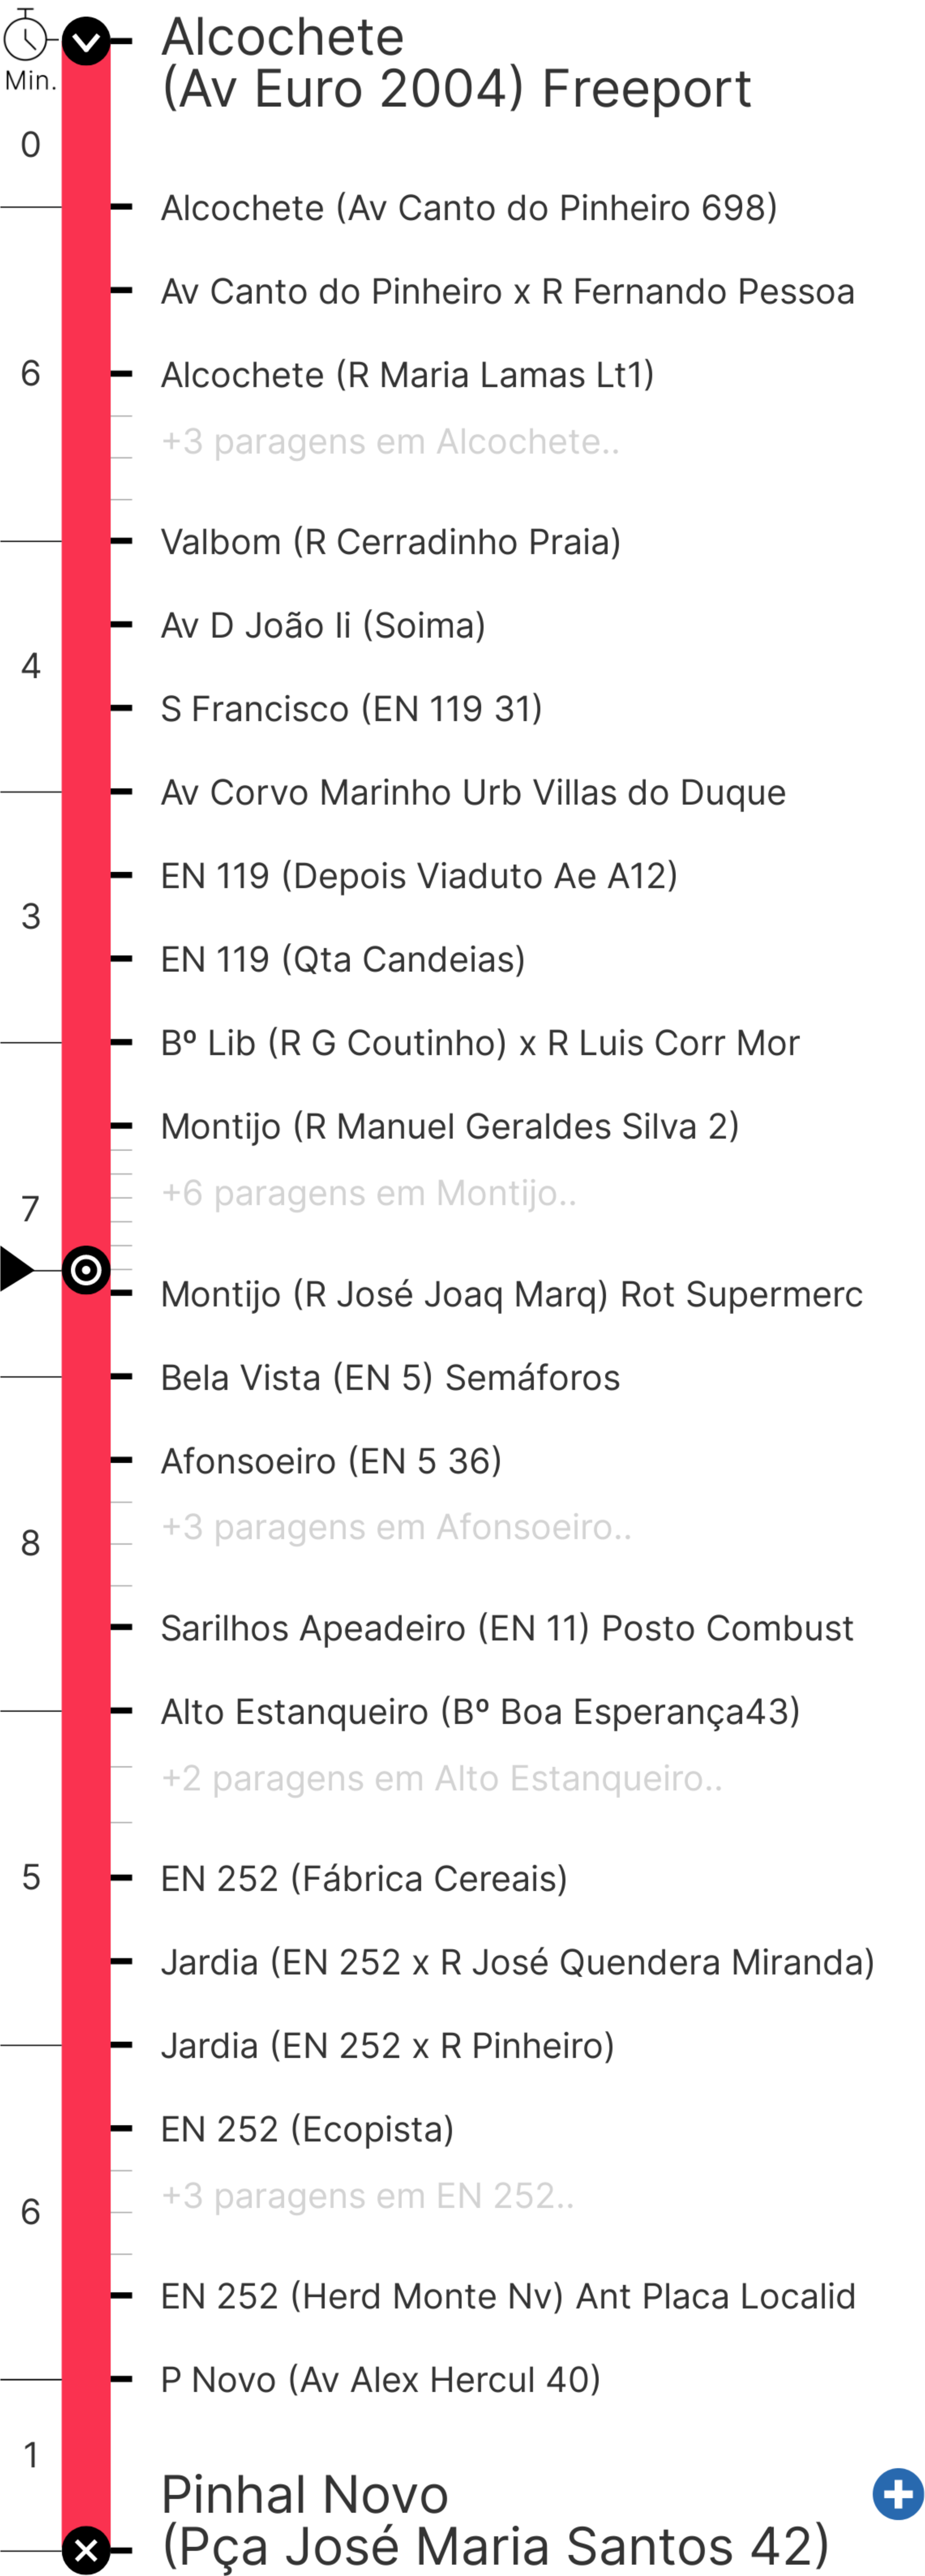 Alcochete
(Av Euro 2004) Freeport
Min.
0
Alcochete (Av Canto do Pinheiro 698)
Av Canto do Pinheiro x R Fernando Pessoa
6
Alcochete (R Maria Lamas Lt1)
+3 paragens em Alcochete..
Valbom (R Cerradinho Praia)
Av D João Ii (Soima)
4
S Francisco (EN 119 31)
Av Corvo Marinho Urb Villas do Duque
EN 119 (Depois Viaduto Ae A12)
3
EN 119 (Qta Candeias)
Bº Lib (R G Coutinho) x R Luis Corr Mor
Montijo (R Manuel Geraldes Silva 2)
+6 paragens em Montijo..
7
Montijo (R José Joaq Marq) Rot Supermerc
Bela Vista (EN 5) Semáforos
Afonsoeiro (EN 5 36)
+3 paragens em Afonsoeiro..
8
Sarilhos Apeadeiro (EN 11) Posto Combust
Alto Estanqueiro (Bº Boa Esperança43)
+2 paragens em Alto Estanqueiro..
5
EN 252 (Fábrica Cereais)
Jardia (EN 252 x R José Quendera Miranda)
Jardia (EN 252 x R Pinheiro)
EN 252 (Ecopista)
+3 paragens em EN 252..
6
EN 252 (Herd Monte Nv) Ant Placa Localid
P Novo (Av Alex Hercul 40)
1
Pinhal Novo
(Pça José Maria Santos 42)